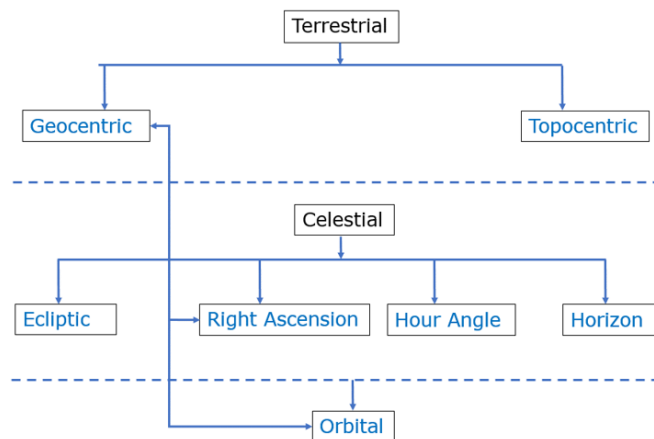 Terrestrial
Geocentric
Topocentric
Celestial
Ecliptic
Right Ascension
Hour Angle
Horizon
Orbital